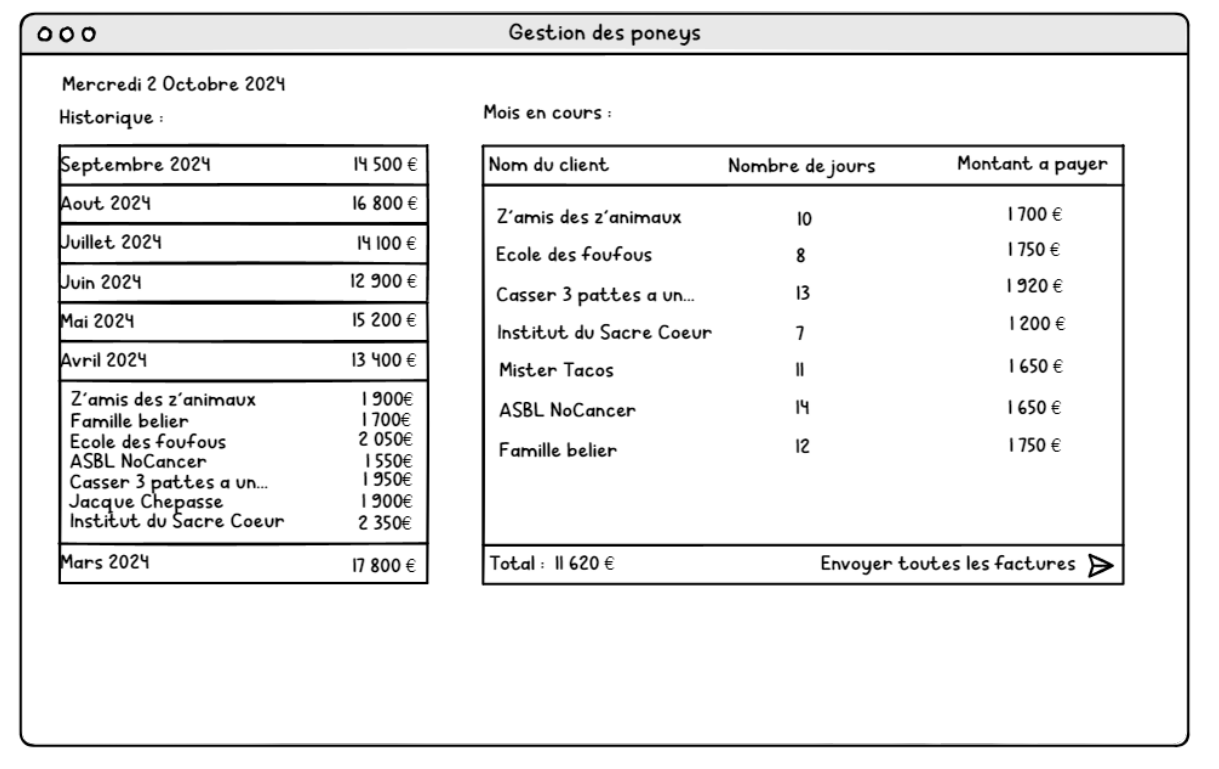 Gestion des poneys
Mercredi 2 Octobre 2024
Historique :
Septembre 2024 14 500 €
Aout 2024 16 800 €
Juillet 2024 14 100 €
Juin 2024 12 900 €
Mai 2024 15 200 €
Avril 2024 13 400 €
Z'amis des z'animaux 1 900€
Famille belier 1 700€
Ecole des foufous 2 050€
ASBL NoCancer 1 550€
Casser 3 pattes a un... 1 950€
Jacque Chepasse 1 900€
Institut du Sacre Coeur 2 350€
Mars 2024 17 800 €
Mois en cours :
Nom du client Nombre de jours Montant a payer
Z'amis des z'animaux 10 1 700 €
Ecole des foufous 8 1 750 €
Casser 3 pattes a un... 13 1 920 €
Institut du Sacre Coeur 7 1 200 €
Mister Tacos 11 1 650 €
ASBL NoCancer 14 1 650 €
Famille belier 12 1 750 €
Total : 11 620 € Envoyer toutes les factures